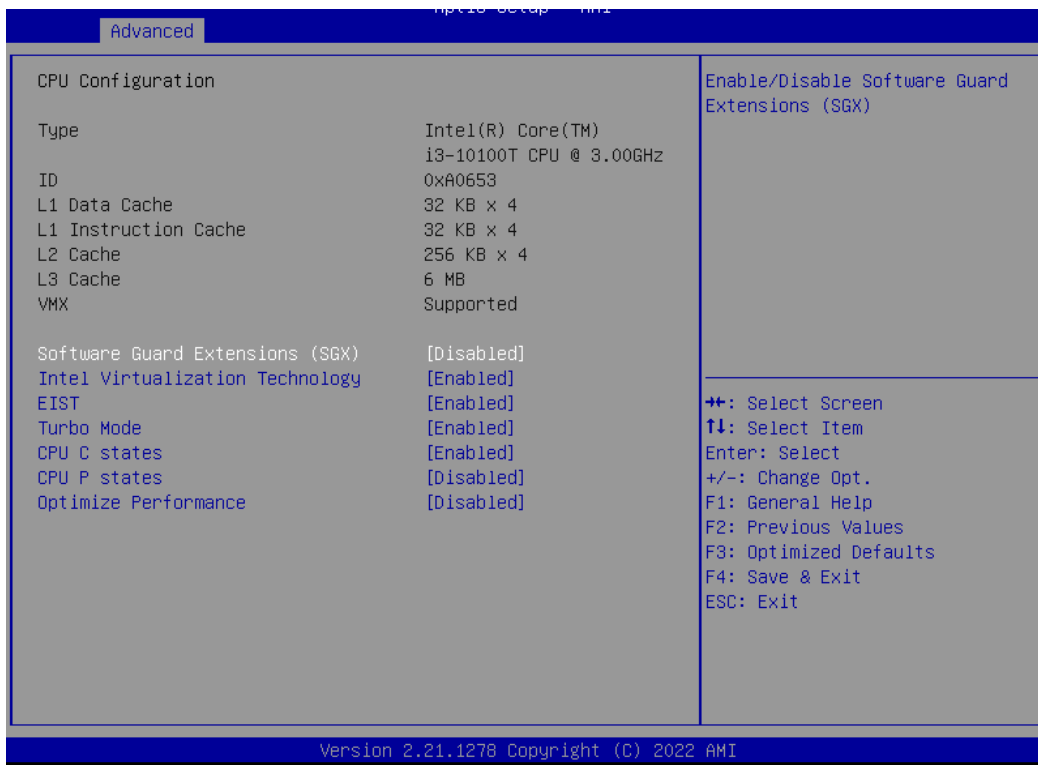 Aptio Setup - AMI
Advanced
CPU Configuration
Type Intel(R) Core(TM)
i3-10100T CPU @ 3.00GHz
ID 0xA0653
L1 Data Cache 32 KB x 4
L1 Instruction Cache 32 KB x 4
L2 Cache 256 KB x 4
L3 Cache 6 MB
VMX Supported
Software Guard Extensions (SGX) [Disabled]
Intel Virtualization Technology [Enabled]
EIST [Enabled]
Turbo Mode [Enabled]
CPU C states [Enabled]
CPU P states [Disabled]
Optimize Performance [Disabled]
Enable/Disable Software Guard
Extensions (SGX)
→←: Select Screen
↑↓: Select Item
Enter: Select
+/-: Change Opt.
F1: General Help
F2: Previous Values
F3: Optimized Defaults
F4: Save & Exit
ESC: Exit
Version 2.21.1278 Copyright (C) 2022 AMI